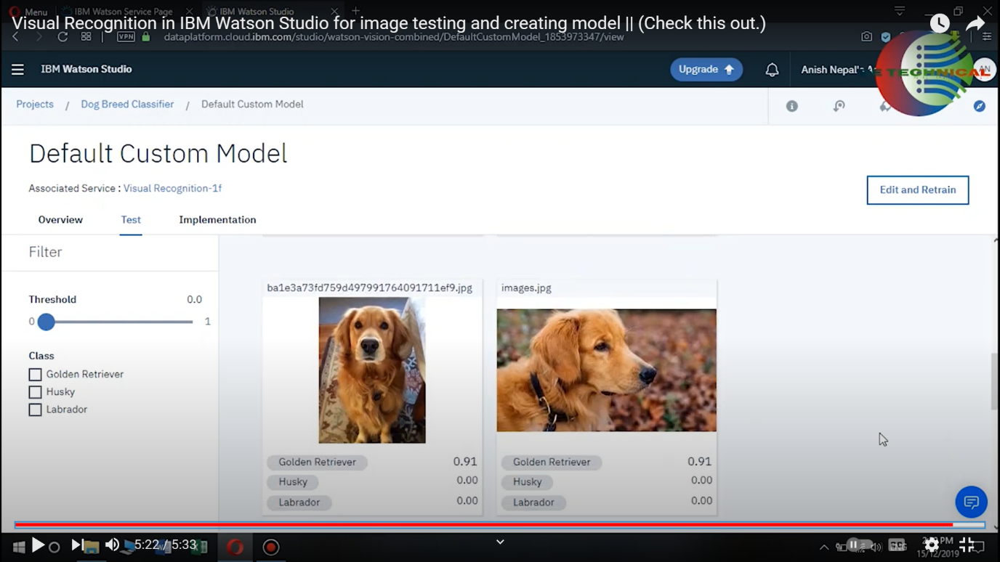 Menu
IBM Watson Service Page
IBM Watson Studio
Visual Recognition in IBM Watson Studio for image testing and creating model || (Check this out.)
VPN
dataplatform.cloud.ibm.com/studio/watson-vision-combined/DefaultCustomModel_1853973347/view
IBM Watson Studio
Upgrade
Anish Nepal's
TECHNICAL
AN
Projects / Dog Breed Classifier / Default Custom Model
Default Custom Model
Associated Service : Visual Recognition-1f
Edit and Retrain
Overview
Test
Implementation
Filter
Threshold 0.0
0 1
Class
Golden Retriever
Husky
Labrador
ba1e3a73fd759d497991764091711ef9.jpg
Golden Retriever 0.91
Husky 0.00
Labrador 0.00
images.jpg
Golden Retriever 0.91
Husky 0.00
Labrador 0.00
5:22 / 5:33
ENG
PM
15/12/2019